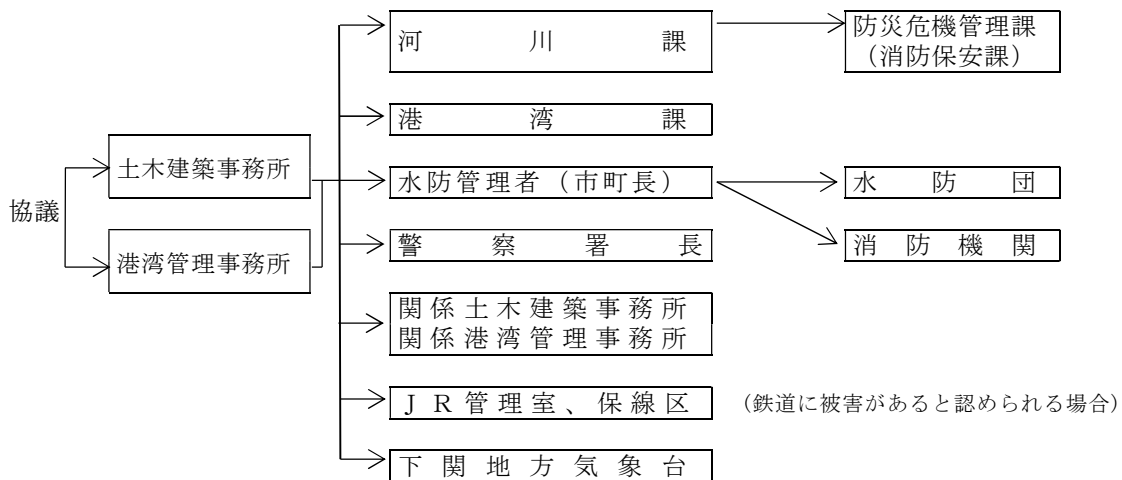 協議
土木建築事務所
港湾管理事務所
河川課
港湾課
水防管理者（市町長）
警察署長
関係土木建築事務所
関係港湾管理事務所
ＪＲ管理室、保線区
下関地方気象台
防災危機管理課
（消防保安課）
水防団
消防機関
（鉄道に被害があると認められる場合）